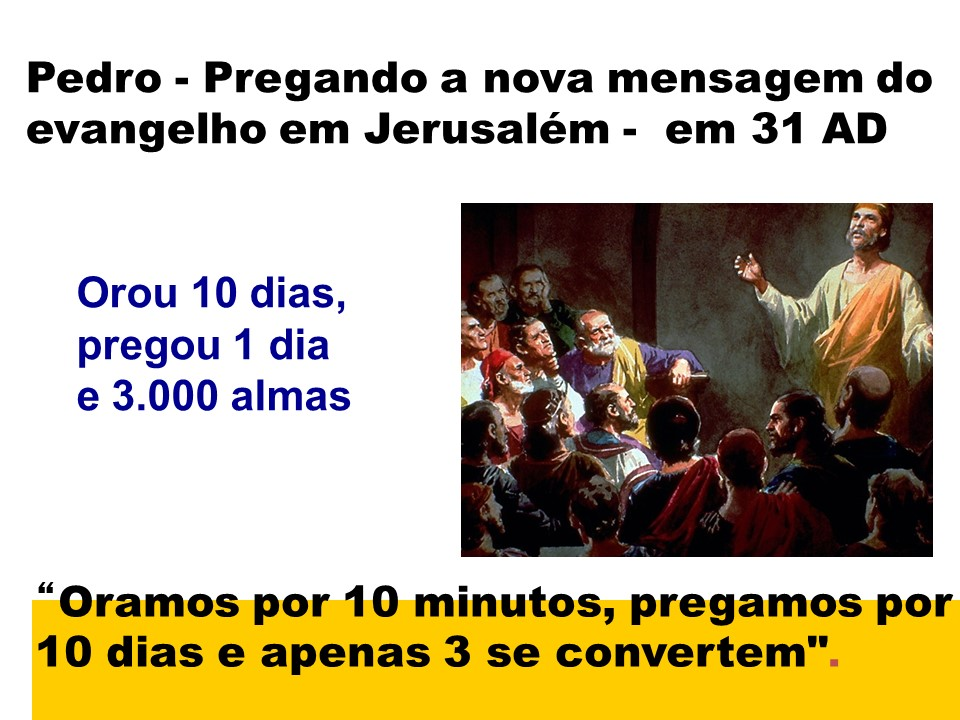 Pedro - Pregando a nova mensagem do
evangelho em Jerusalém -  em 31 AD
Orou 10 dias,
pregou 1 dia
e 3.000 almas
“Oramos por 10 minutos, pregamos por
10 dias e apenas 3 se convertem".